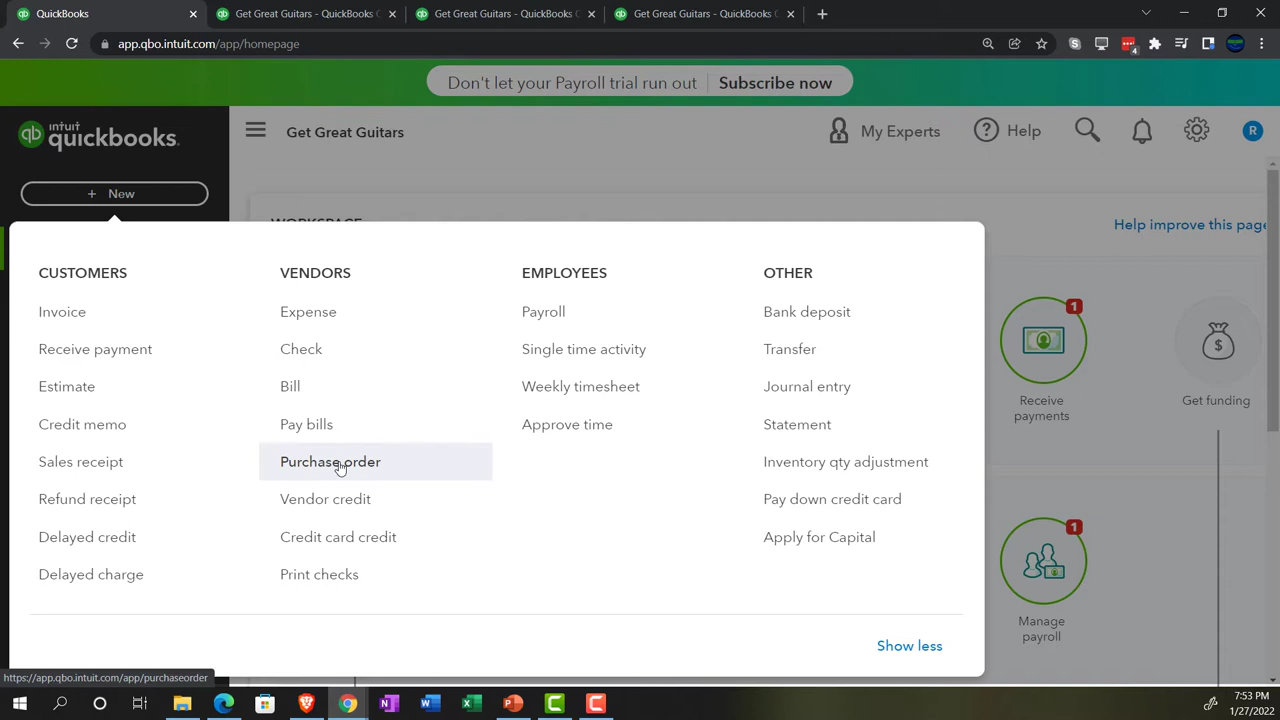 QuickBooks
Get Great Guitars - QuickBooks C
Get Great Guitars - QuickBooks C
Get Great Guitars - QuickBooks C
app.qbo.intuit.com/app/homepage
4
Don't let your Payroll trial run out
Subscribe now
qb
intuit
quickbooks.
Get Great Guitars
My Experts
Help
R
+ New
WORKSPACE
Help improve this page
CUSTOMERS
Invoice
Receive payment
Estimate
Credit memo
Sales receipt
Refund receipt
Delayed credit
Delayed charge
VENDORS
Expense
Check
Bill
Pay bills
Purchase order
Vendor credit
Credit card credit
Print checks
EMPLOYEES
Payroll
Single time activity
Weekly timesheet
Approve time
OTHER
Bank deposit
Transfer
Journal entry
Statement
Inventory qty adjustment
Pay down credit card
Apply for Capital
Show less
1
Receive
payments
$
Get funding
1
Manage
payroll
https://app.qbo.intuit.com/app/purchaseorder
7:53 PM
1/27/2022